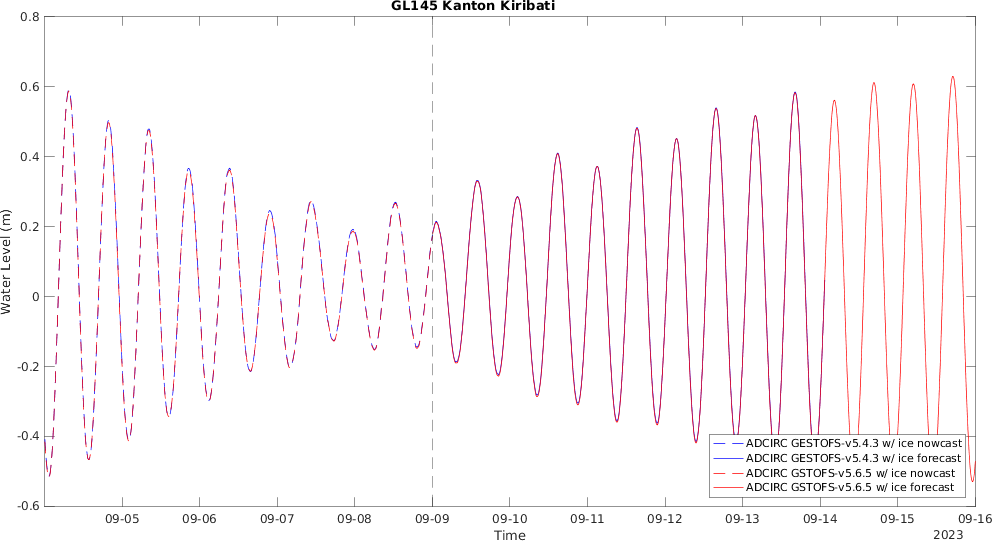 GL145 Kanton Kiribati
0.8
0.6
0.4
0.2
0
-0.2
-0.4
-0.6
Water Level (m)
ADCIRC GESTOFS-v5.4.3 w/ ice nowcast
ADCIRC GESTOFS-v5.4.3 w/ ice forecast
ADCIRC GSTOFS-v5.6.5 w/ ice nowcast
ADCIRC GSTOFS-v5.6.5 w/ ice forecast
09-05 09-06 09-07 09-08 09-09 09-10 09-11 09-12 09-13 09-14 09-15 09-16
Time
2023